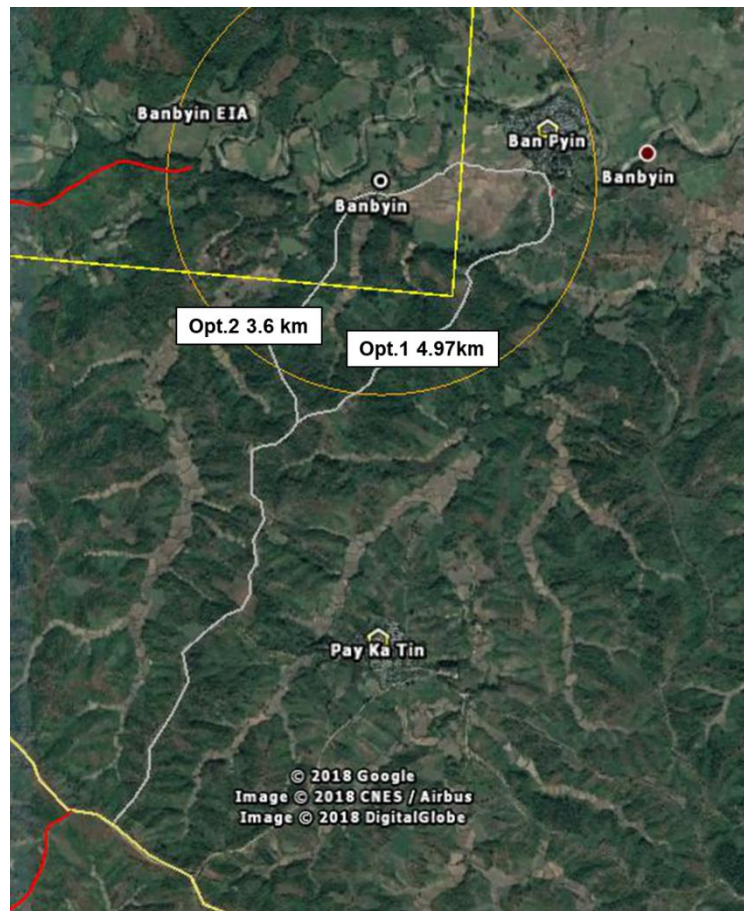 Banbyin EIA
Ban Pyin
Banbyin
Banbyin
Opt.2 3.6 km
Opt.1 4.97km
Pay Ka Tin
© 2018 Google
Image © 2018 CNES / Airbus
Image © 2018 DigitalGlobe